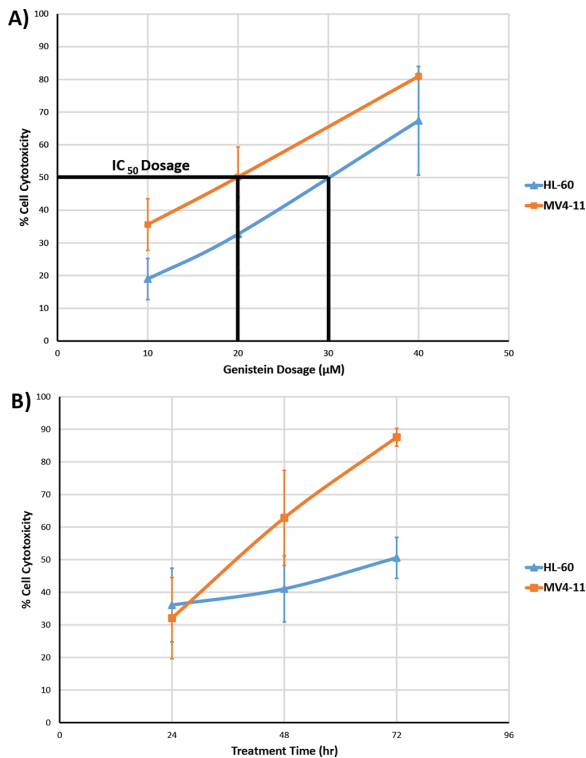 A)
% Cell Cytotoxicity
100
90
80
70
60
50
40
30
20
10
0
IC 50 Dosage
0 10 20 30 40 50
Genistein Dosage (µM)
HL-60
MV4-11
B)
% Cell Cytotoxicity
100
90
80
70
60
50
40
30
20
10
0
0 24 48 72 96
Treatment Time (hr)
HL-60
MV4-11